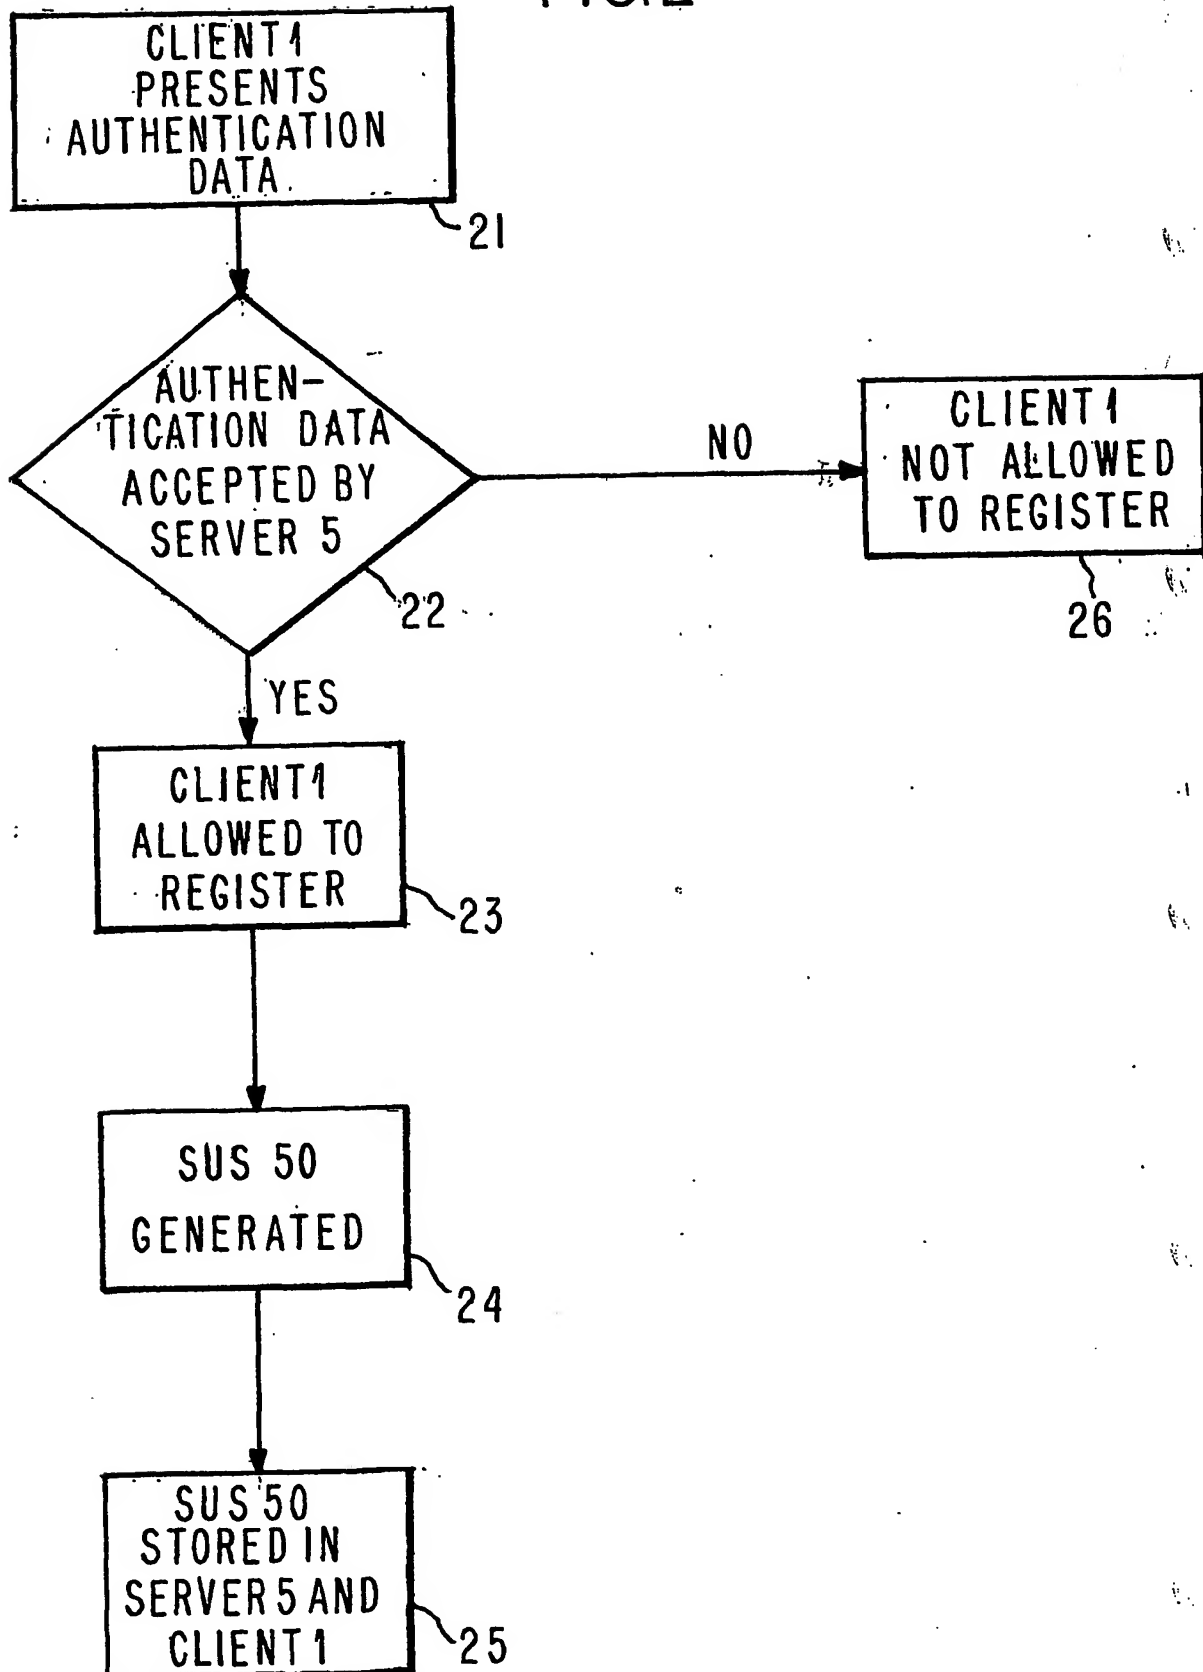 CLIENT 1
PRESENTS
AUTHENTICATION
DATA
21
AUTHEN-
TICATION DATA
ACCEPTED BY
SERVER 5
22
NO
CLIENT 1
NOT ALLOWED
TO REGISTER
26
YES
CLIENT 1
ALLOWED TO
REGISTER
23
SUS 50
GENERATED
24
SUS 50
STORED IN
SERVER 5 AND
CLIENT 1
25